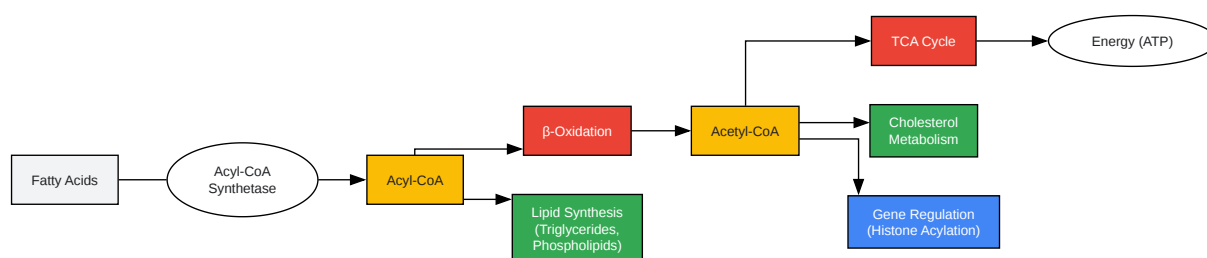 Fatty Acids
Acyl-CoA
Synthetase
Acyl-CoA
β-Oxidation
Lipid Synthesis
(Triglycerides,
Phospholipids)
Acetyl-CoA
TCA Cycle
Energy (ATP)
Cholesterol
Metabolism
Gene Regulation
(Histone Acylation)